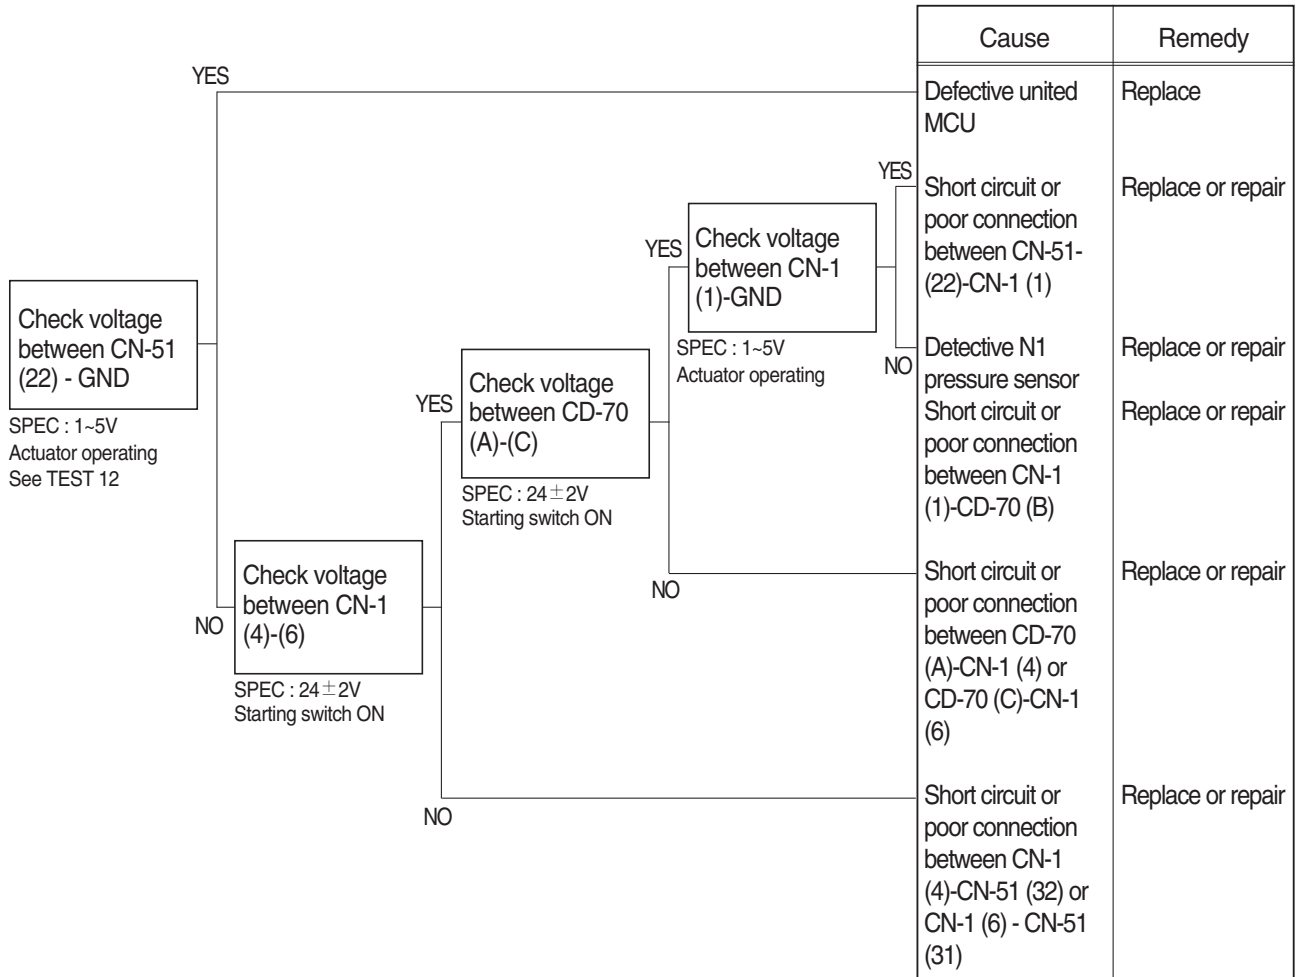 Cause
Remedy
YES
Defective united
MCU
Replace
YES
Short circuit or
poor connection
between CN-51-
(22)-CN-1 (1)
Replace or repair
YES
Check voltage
between CN-1
(1)-GND
SPEC : 1~5V
Actuator operating
NO
Detective N1
pressure sensor
Replace or repair
Short circuit or
poor connection
between CN-1
(1)-CD-70 (B)
Replace or repair
Check voltage
between CN-51
(22) - GND
SPEC : 1~5V
Actuator operating
See TEST 12
YES
Check voltage
between CD-70
(A)-(C)
SPEC : 24±2V
Starting switch ON
NO
Short circuit or
poor connection
between CD-70
(A)-CN-1 (4) or
CD-70 (C)-CN-1
(6)
Replace or repair
NO
Check voltage
between CN-1
(4)-(6)
SPEC : 24±2V
Starting switch ON
NO
Short circuit or
poor connection
between CN-1
(4)-CN-51 (32) or
CN-1 (6) - CN-51
(31)
Replace or repair